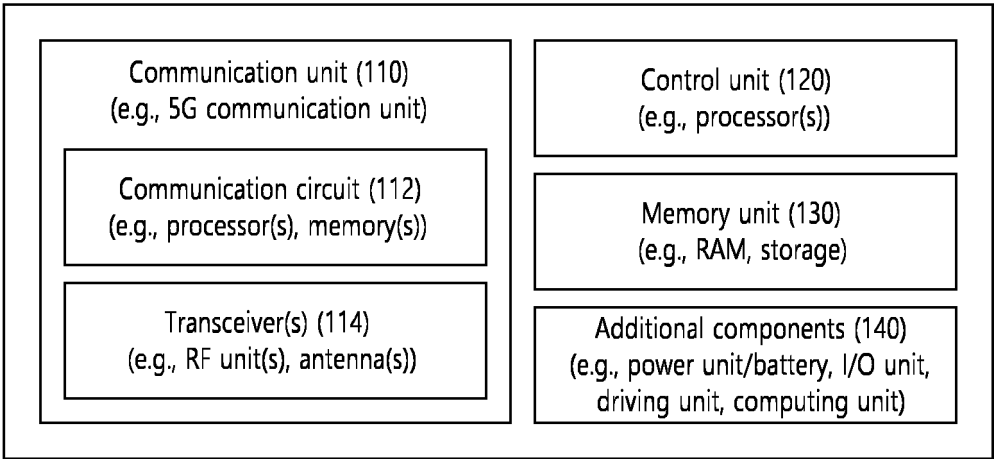 Communication unit (110)
(e.g., 5G communication unit)
Communication circuit (112)
(e.g., processor(s), memory(s))
Transceiver(s) (114)
(e.g., RF unit(s), antenna(s))
Control unit (120)
(e.g., processor(s))
Memory unit (130)
(e.g., RAM, storage)
Additional components (140)
(e.g., power unit/battery, I/O unit,
driving unit, computing unit)